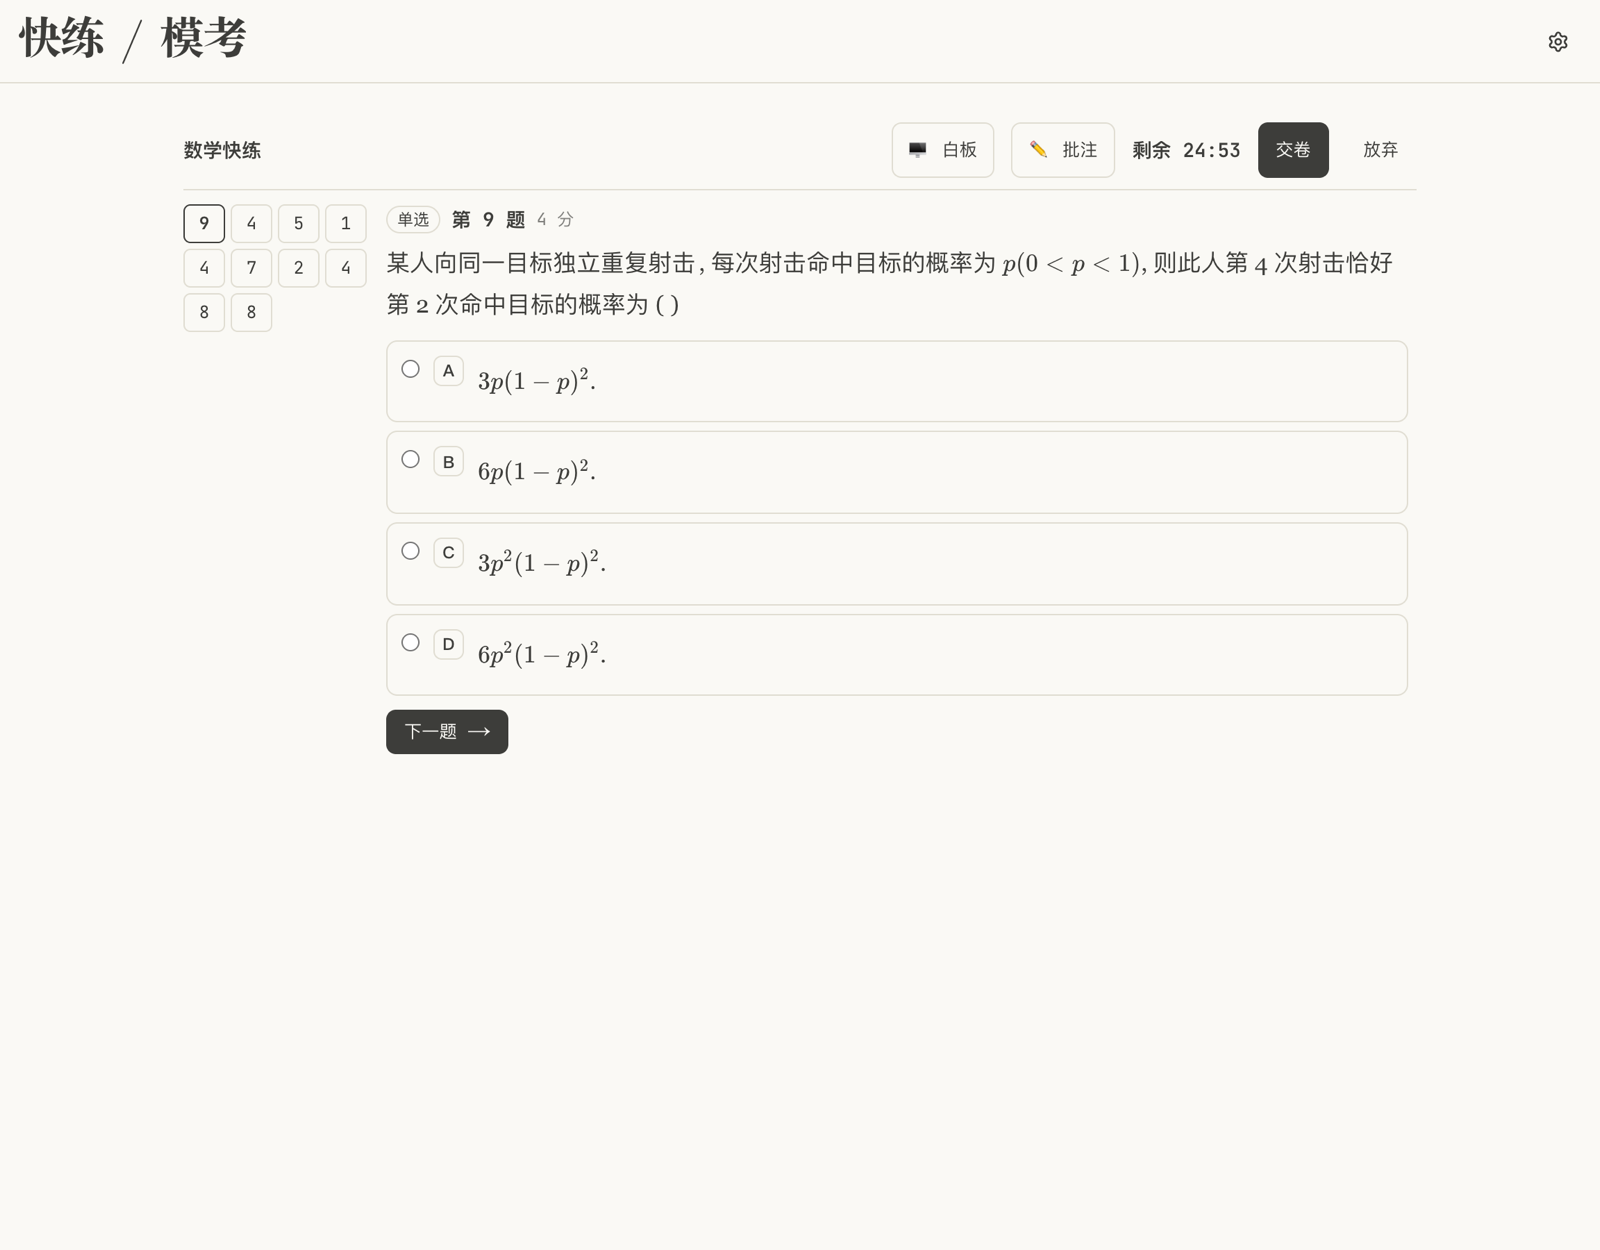 快练 / 模考
数学快练
白板
批注
剩余 24:53
交卷
放弃
9 4 5 1
4 7 2 4
8 8
单选 第 9 题 4 分
某人向同一目标独立重复射击, 每次射击命中目标的概率为 p(0 < p < 1), 则此人第 4 次射击恰好
第 2 次命中目标的概率为 ( )
A 3p(1 − p)².
B 6p(1 − p)².
C 3p²(1 − p)².
D 6p²(1 − p)².
下一题 →